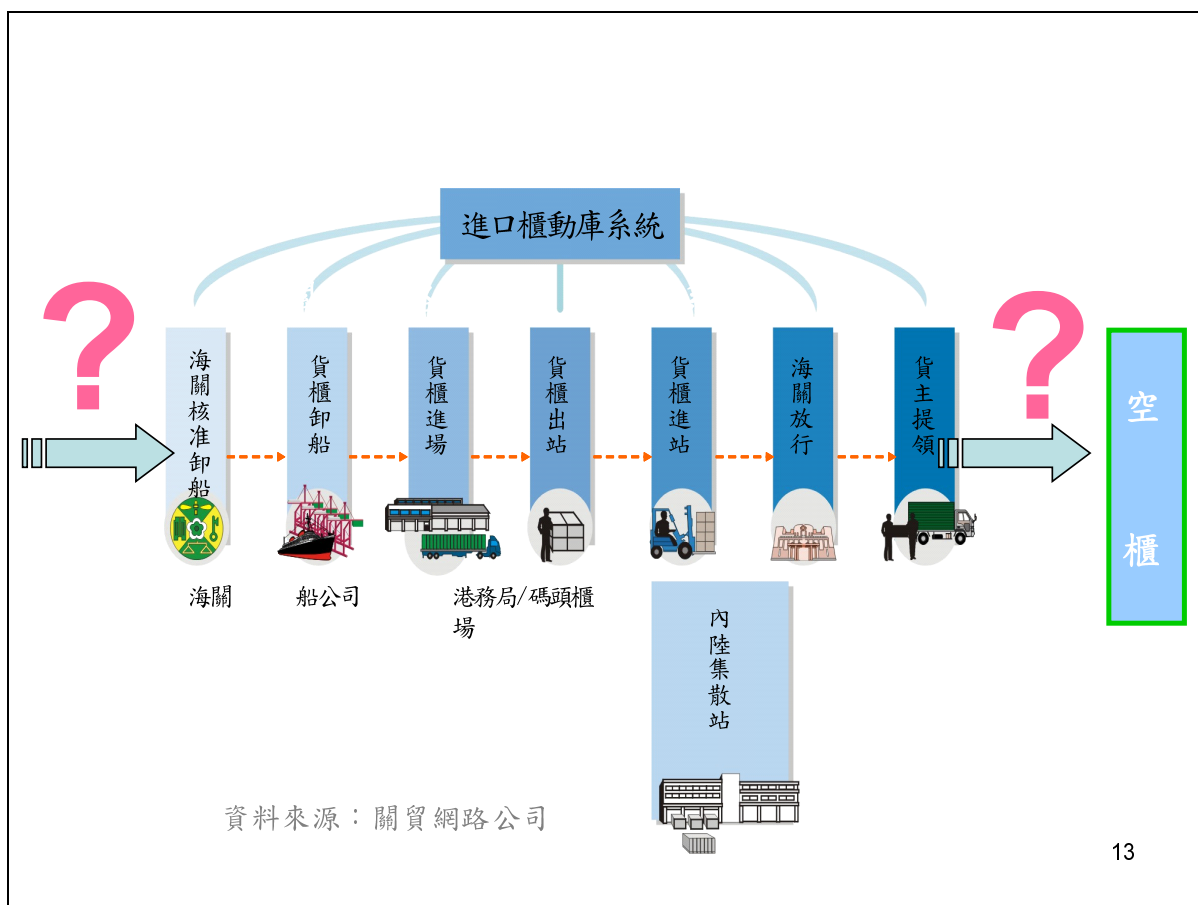 進口櫃動庫系統
?
?
海關核准卸船
貨櫃卸船
貨櫃進場
貨櫃出站
貨櫃進站
海關放行
貨主提領
空櫃
海關
船公司
港務局/碼頭櫃
場
內陸集散站
資料來源：關貿網路公司
13